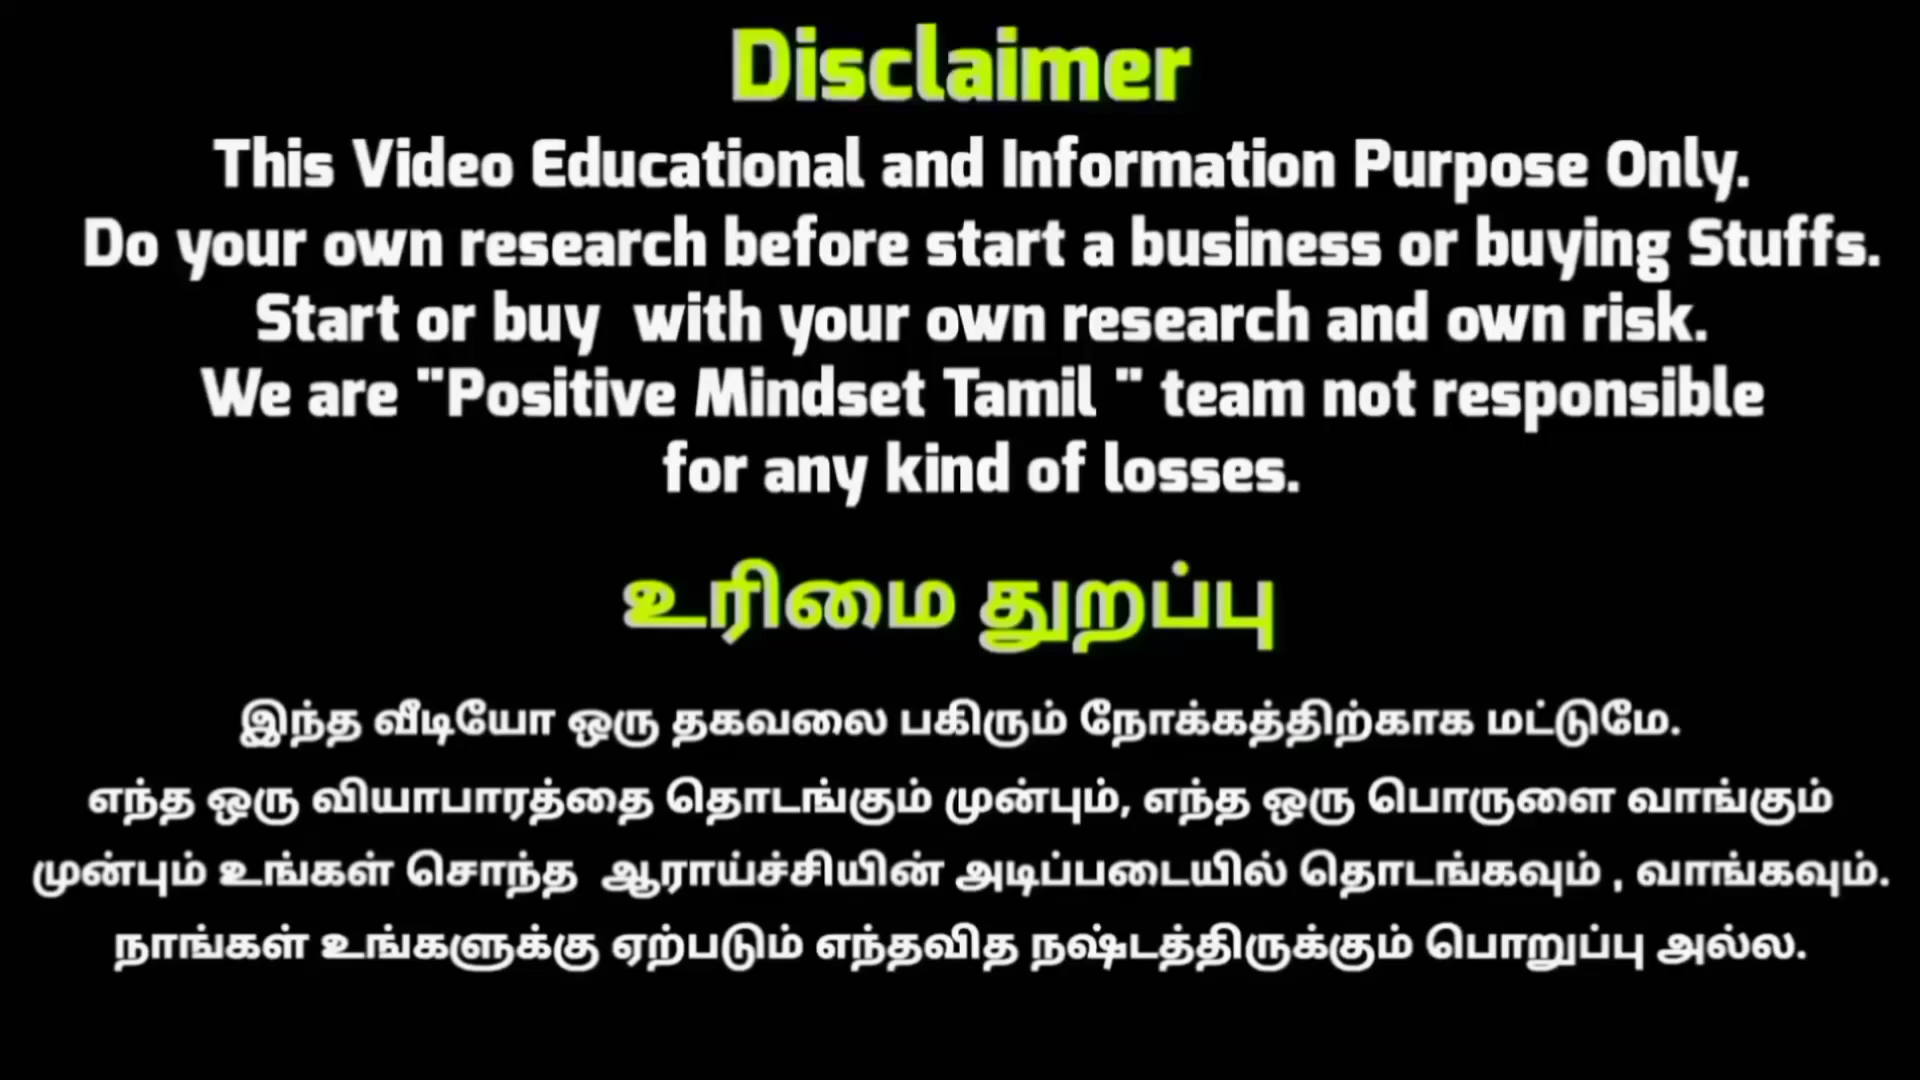 Disclaimer
This Video Educational and Information Purpose Only.
Do your own research before start a business or buying Stuffs.
Start or buy  with your own research and own risk.
We are "Positive Mindset Tamil " team not responsible
for any kind of losses.
உரிமை துறப்பு
இந்த வீடியோ ஒரு தகவலை பகிரும் நோக்கத்திற்காக மட்டுமே.
எந்த ஒரு வியாபாரத்தை தொடங்கும் முன்பும், எந்த ஒரு பொருளை வாங்கும்
முன்பும் உங்கள் சொந்த  ஆராய்ச்சியின் அடிப்படையில் தொடங்கவும் , வாங்கவும்.
நாங்கள் உங்களுக்கு ஏற்படும் எந்தவித நஷ்டத்திருக்கும் பொறுப்பு அல்ல.